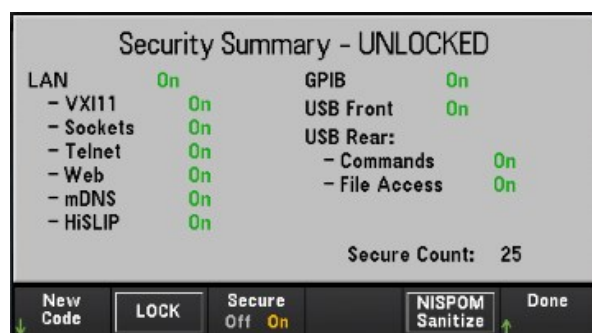 Security Summary - UNLOCKED
LAN On
- VXI11 On
- Sockets On
- Telnet On
- Web On
- mDNS On
- HiSLIP On
GPIB On
USB Front On
USB Rear:
- Commands On
- File Access On
Secure Count: 25
New
Code
LOCK
Secure
Off On
NISPOM
Sanitize
Done